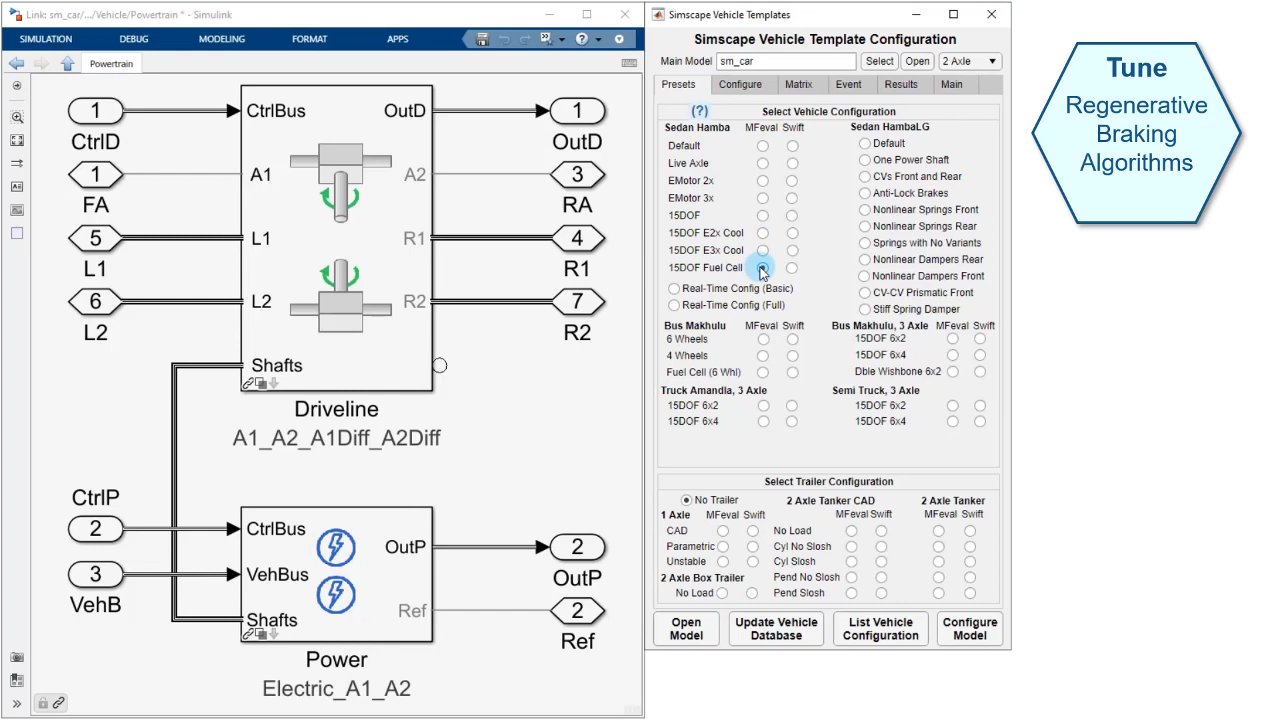 Link: sm_car/.../Vehicle/Powertrain * - Simulink
SIMULATION DEBUG MODELING FORMAT APPS
Powertrain
1 CtrlBus OutD 1
CtrlD OutD
1 A1 A2 3
FA RA
5 L1 R1 4
L1 R1
6 L2 R2 7
L2 R2
Shafts
Driveline
A1_A2_A1Diff_A2Diff
CtrlP
2 CtrlBus OutP 2
OutP
3 VehBus
VehB
Shafts Ref 2
Ref
Power
Electric_A1_A2
Simscape Vehicle Templates
Simscape Vehicle Template Configuration
Main Model sm_car Select Open 2 Axle
Presets Configure Matrix Event Results Main
(?) Select Vehicle Configuration
Sedan Hamba MFeval Swift
Default
Live Axle
EMotor 2x
EMotor 3x
15DOF
15DOF E2x Cool
15DOF E3x Cool
15DOF Fuel Cell
Real-Time Config (Basic)
Real-Time Config (Full)
Sedan HambaLG
Default
One Power Shaft
CVs Front and Rear
Anti-Lock Brakes
Nonlinear Springs Front
Nonlinear Springs Rear
Springs with No Variants
Nonlinear Dampers Rear
Nonlinear Dampers Front
CV-CV Prismatic Front
Stiff Spring Damper
Bus Makhulu MFeval Swift
6 Wheels
4 Wheels
Fuel Cell (6 Whl)
Bus Makhulu, 3 Axle MFeval Swift
15DOF 6x2
15DOF 6x4
Dble Wishbone 6x2
Truck Amandla, 3 Axle
15DOF 6x2
15DOF 6x4
Semi Truck, 3 Axle
15DOF 6x2
15DOF 6x4
Select Trailer Configuration
No Trailer
1 Axle MFeval Swift
CAD
Parametric
Unstable
2 Axle Box Trailer
No Load
2 Axle Tanker CAD
MFeval Swift
No Load
Cyl No Slosh
Cyl Slosh
Pend No Slosh
Pend Slosh
2 Axle Tanker
MFeval Swift
Open Model
Update Vehicle Database
List Vehicle Configuration
Configure Model
Tune
Regenerative
Braking
Algorithms